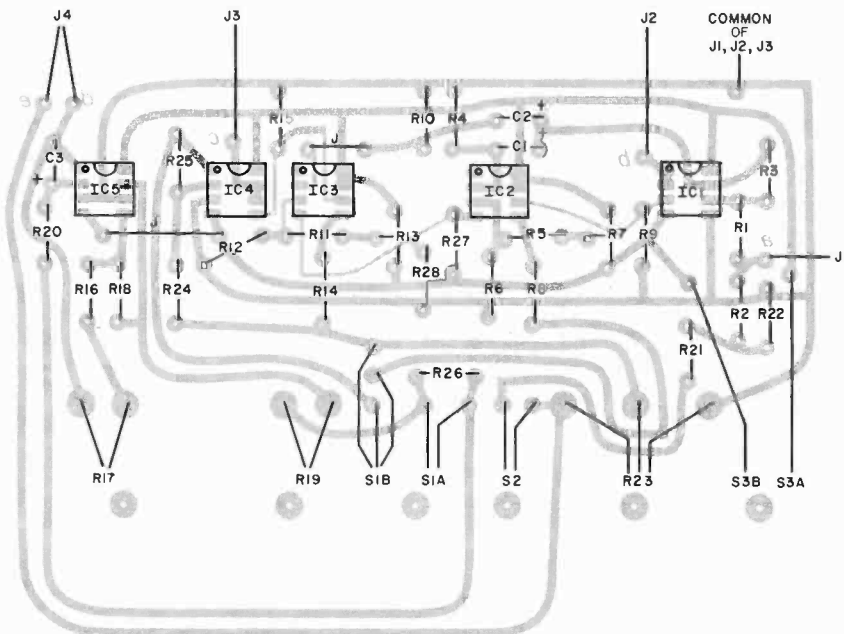 J4
J3
J2
COMMON
OF
J1, J2, J3
e
d
c
b
a
R15
R10
R4
C2
+
C1
+
J
C3
+
R25
IC5
IC4
IC3
IC2
IC1
R3
R20
J
R12
R11
R13
R27
R5
R7
R9
R1
J
R28
R16
R18
R24
R14
R6
R8
R2
R22
R21
R26
R17
R19
S1B
S1A
S2
R23
S3B
S3A